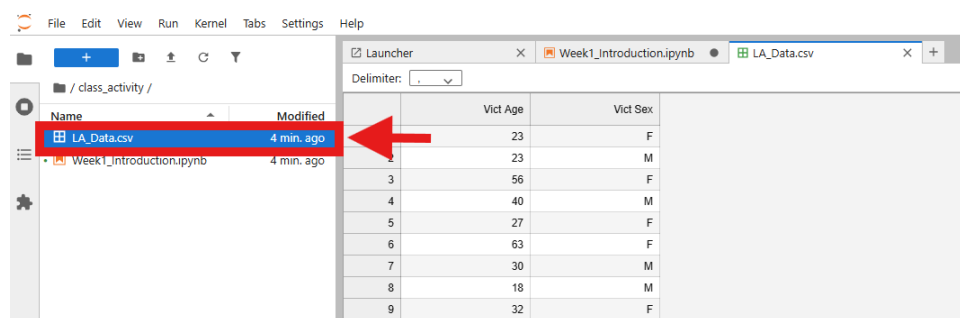 File Edit View Run Kernel Tabs Settings Help
+
/ class_activity /
Name Modified
LA_Data.csv 4 min. ago
Week1_Introduction.ipynb 4 min. ago
Launcher × Week1_Introduction.ipynb ● LA_Data.csv × +
Delimiter: ,
Vict Age Vict Sex
23 F
2 23 M
3 56 F
4 40 M
5 27 F
6 63 F
7 30 M
8 18 M
9 32 F